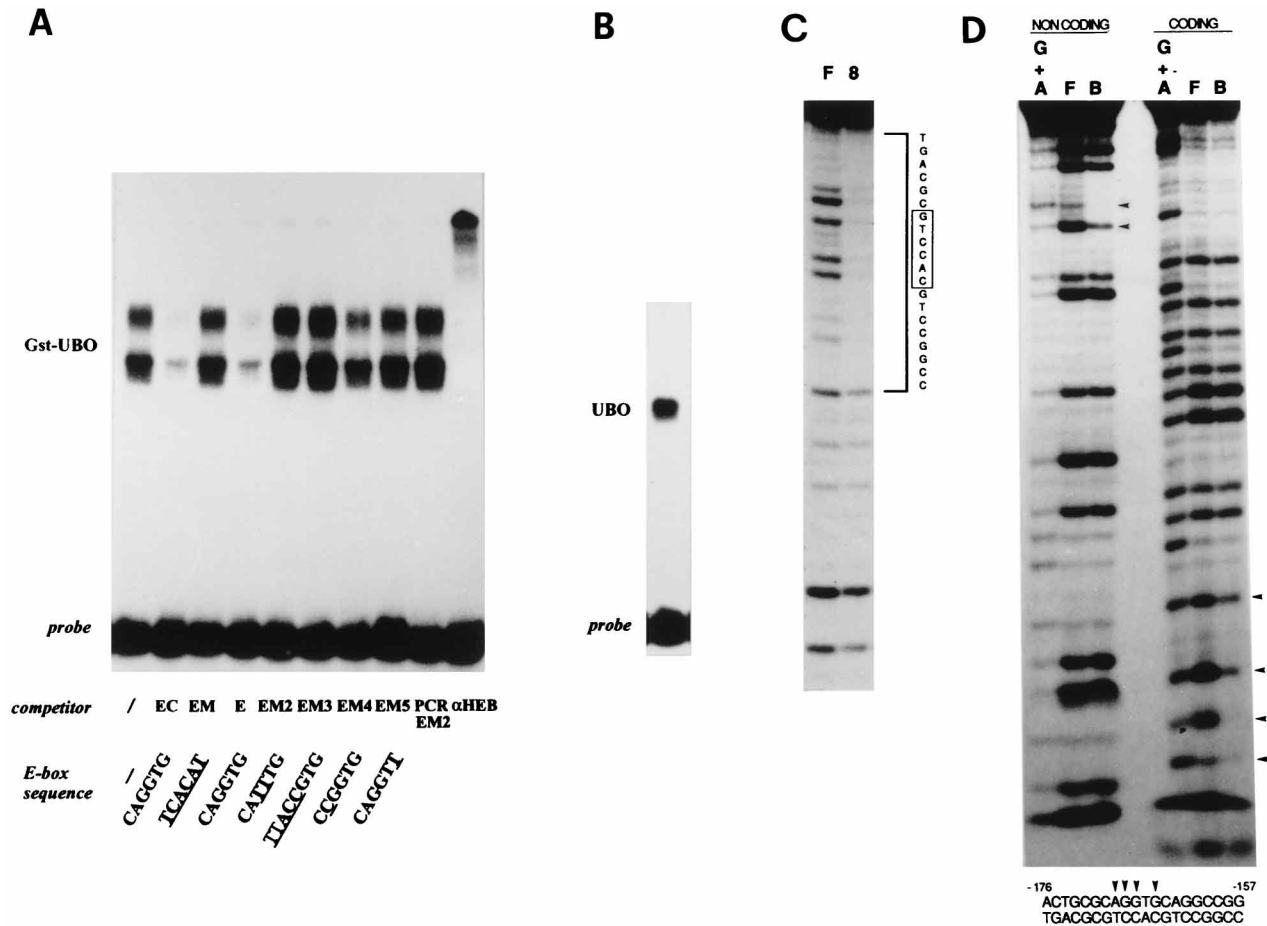 A
Gst-UBO
probe
competitor / EC EM E EM2 EM3 EM4 EM5 PCR EM2 αHEB
E-box sequence / CAGGTG TCACAT CAGGTG CATTTG TTACCGTG CCGGTG CAGGTT
B
UBO
probe
C
F 8
T
G
A
C
G
C
G
T
C
C
A
C
G
T
C
C
G
G
C
C
D
NON CODING
CODING
G
+
A F B
G
+
A F B
-176 -157
ACTGCGCAGGTGCAGGCCGG
TGACGCGTCCACGTCCGGCC